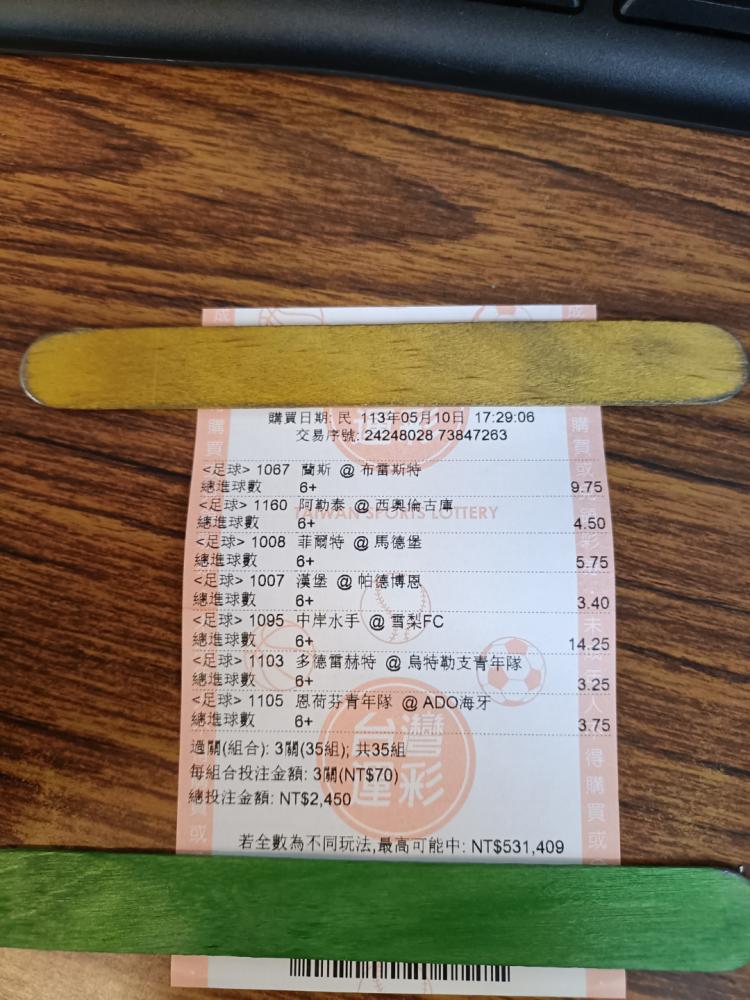 購買日期: 民 113年05月10日 17:29:06
交易序號: 24248028 73847263
<足球> 1067 蘭斯 @ 布雷斯特
總進球數 6+ 9.75
<足球> 1160 阿勒泰 @ 西奧倫古庫
總進球數 6+ 4.50
TAIWAN SPORTS LOTTERY
<足球> 1008 菲爾特 @ 馬德堡
總進球數 6+ 5.75
<足球> 1007 漢堡 @ 帕德博恩
總進球數 6+ 3.40
<足球> 1095 中岸水手 @ 雪梨FC
總進球數 6+ 14.25
<足球> 1103 多德雷赫特 @ 烏特勒支青年隊
總進球數 6+ 3.25
<足球> 1105 恩荷芬青年隊 @ ADO海牙
總進球數 6+ 3.75
台灣
運彩
過關(組合): 3關(35組); 共35組
每組合投注金額: 3關(NT$70)
總投注金額: NT$2,450
若全數為不同玩法,最高可能中: NT$531,409